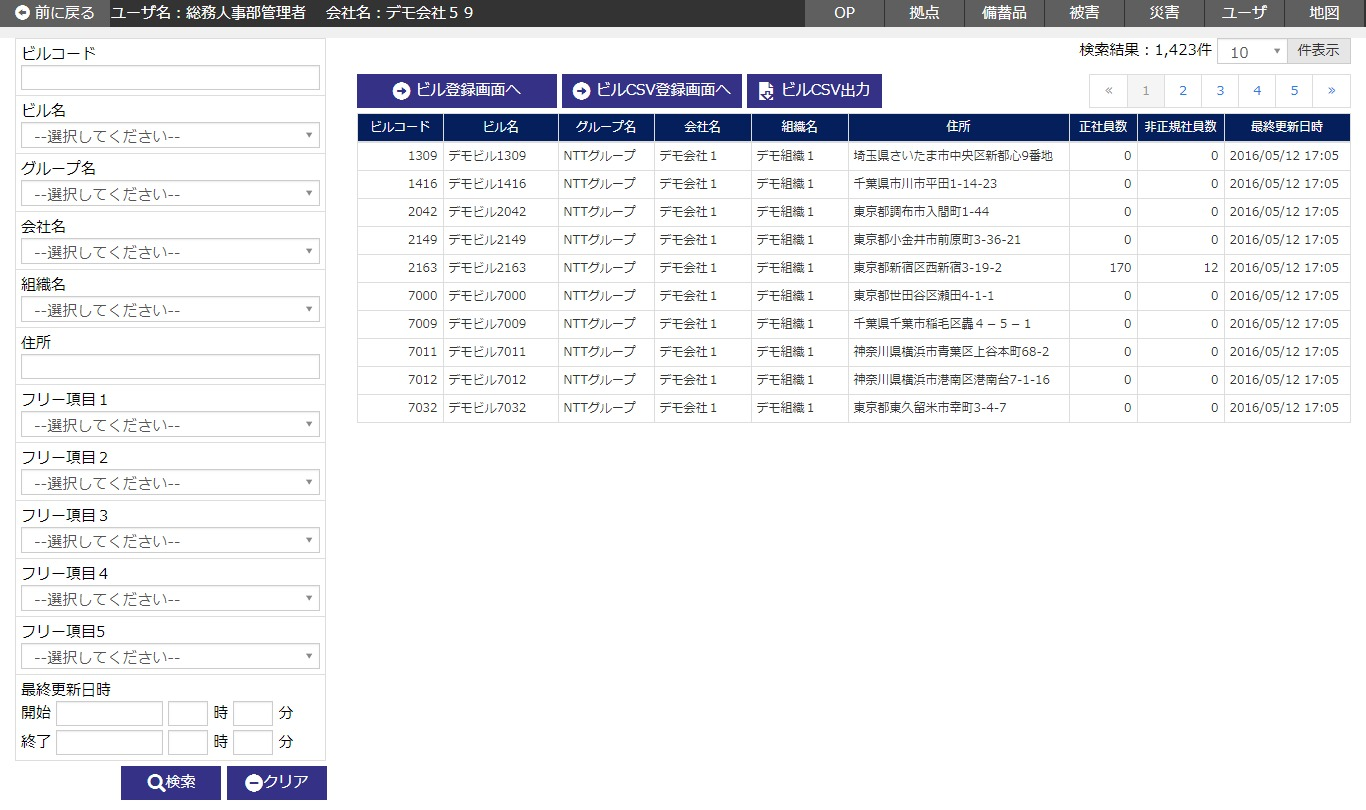 前に戻る ユーザ名：総務人事部管理者 会社名：デモ会社５９ OP 拠点 備蓄品 被害 災害 ユーザ 地図
ビルコード
ビル名
--選択してください--
グループ名
--選択してください--
会社名
--選択してください--
組織名
--選択してください--
住所
フリー項目１
--選択してください--
フリー項目２
--選択してください--
フリー項目３
--選択してください--
フリー項目４
--選択してください--
フリー項目5
--選択してください--
最終更新日時
開始 時 分
終了 時 分
検索 クリア
検索結果：1,423件 10 件表示
ビル登録画面へ ビルCSV登録画面へ ビルCSV出力 « 1 2 3 4 5 »
ビルコード ビル名 グループ名 会社名 組織名 住所 正社員数 非正規社員数 最終更新日時
1309 デモビル1309 NTTグループ デモ会社１ デモ組織１ 埼玉県さいたま市中央区新都心9番地 0 0 2016/05/12 17:05
1416 デモビル1416 NTTグループ デモ会社１ デモ組織１ 千葉県市川市平田1-14-23 0 0 2016/05/12 17:05
2042 デモビル2042 NTTグループ デモ会社１ デモ組織１ 東京都調布市入間町1-44 0 0 2016/05/12 17:05
2149 デモビル2149 NTTグループ デモ会社１ デモ組織１ 東京都小金井市前原町3-36-21 0 0 2016/05/12 17:05
2163 デモビル2163 NTTグループ デモ会社１ デモ組織１ 東京都新宿区西新宿3-19-2 170 12 2016/05/12 17:05
7000 デモビル7000 NTTグループ デモ会社１ デモ組織１ 東京都世田谷区瀬田4-1-1 0 0 2016/05/12 17:05
7009 デモビル7009 NTTグループ デモ会社１ デモ組織１ 千葉県千葉市稲毛区轟４－５－１ 0 0 2016/05/12 17:05
7011 デモビル7011 NTTグループ デモ会社１ デモ組織１ 神奈川県横浜市青葉区上谷本町68-2 0 0 2016/05/12 17:05
7012 デモビル7012 NTTグループ デモ会社１ デモ組織１ 神奈川県横浜市港南区港南台7-1-16 0 0 2016/05/12 17:05
7032 デモビル7032 NTTグループ デモ会社１ デモ組織１ 東京都東久留米市幸町3-4-7 0 0 2016/05/12 17:05